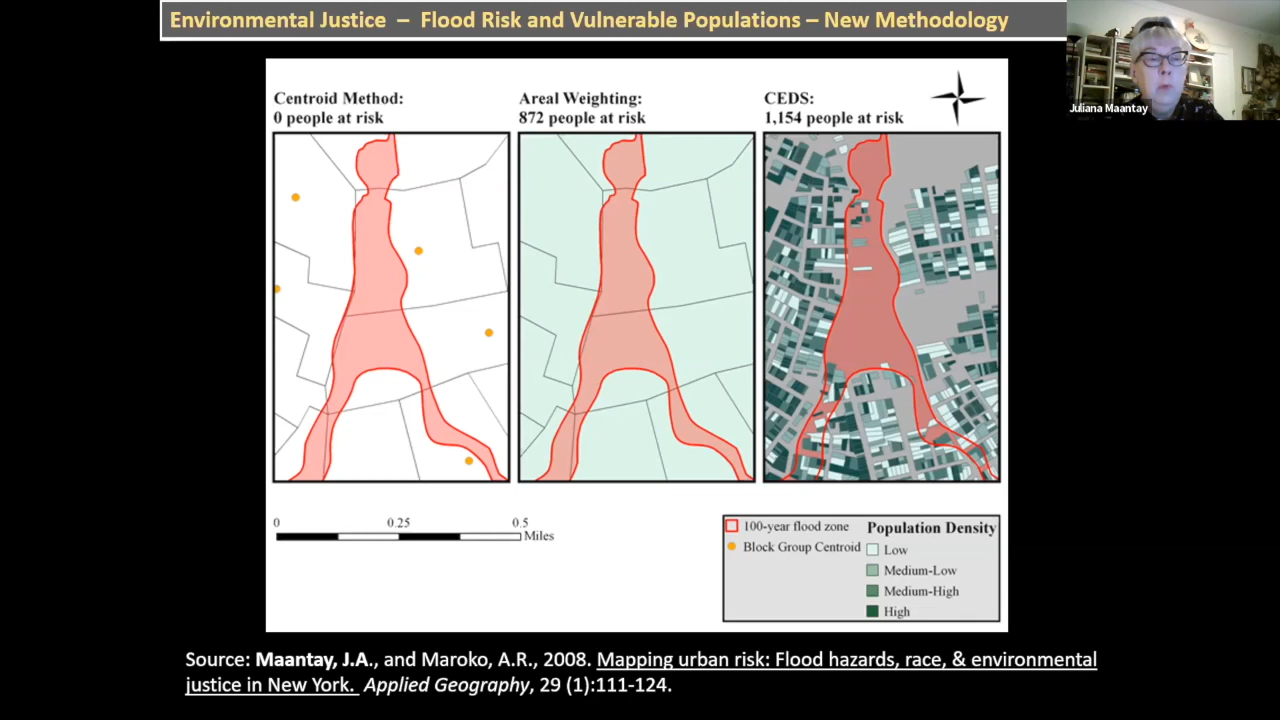 Environmental Justice – Flood Risk and Vulnerable Populations – New Methodology
Juliana Maantay
Centroid Method:
0 people at risk
Areal Weighting:
872 people at risk
CEDS:
1,154 people at risk
0 0.25 0.5
Miles
100-year flood zone
Block Group Centroid
Population Density
Low
Medium-Low
Medium-High
High
Source: Maantay, J.A., and Maroko, A.R., 2008. Mapping urban risk: Flood hazards, race, & environmental
justice in New York. Applied Geography, 29 (1):111-124.